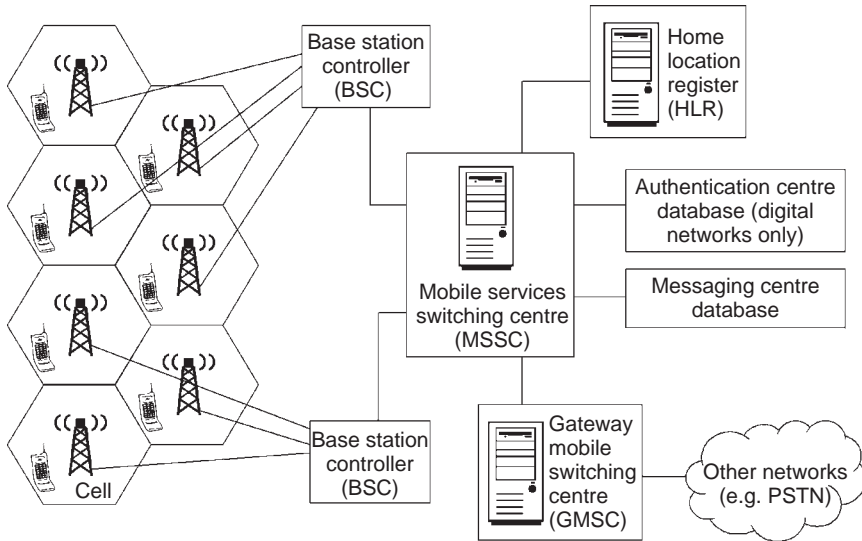 Base station
controller
(BSC)
Home
location
register
(HLR)
Authentication centre
database (digital
networks only)
Mobile services
switching centre
(MSSC)
Messaging centre
database
Base station
controller
(BSC)
Gateway
mobile
switching
centre
(GMSC)
Other networks
(e.g. PSTN)
Cell